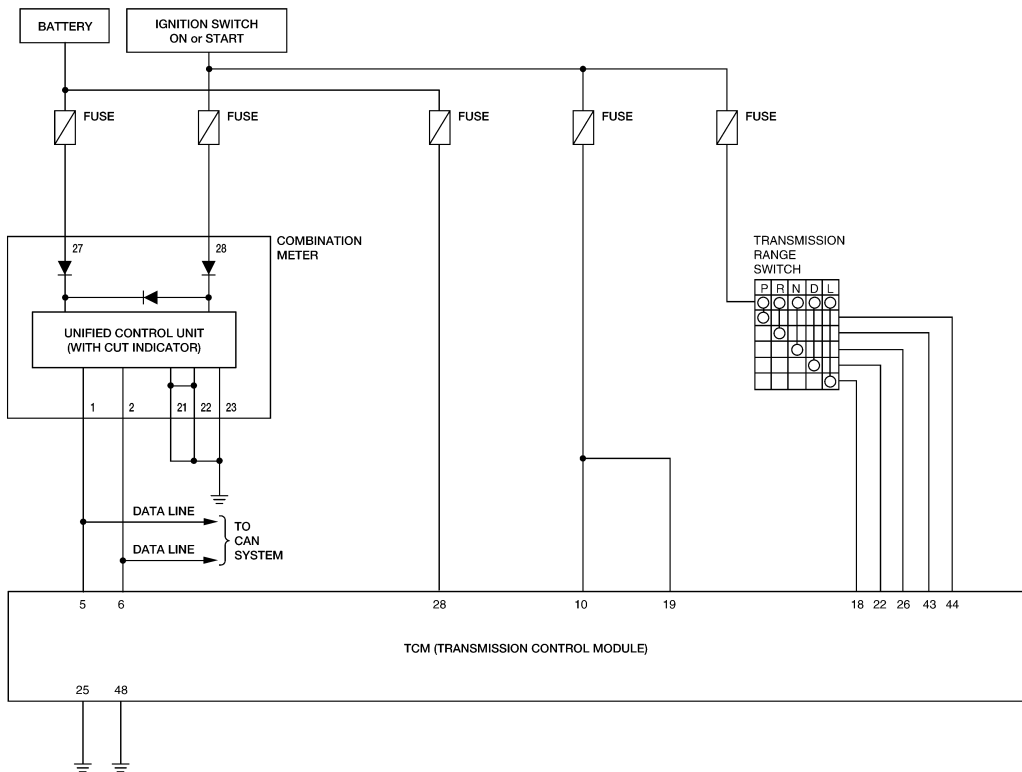 BATTERY
IGNITION SWITCH
ON or START
FUSE
FUSE
FUSE
FUSE
FUSE
27
28
COMBINATION
METER
UNIFIED CONTROL UNIT
(WITH CUT INDICATOR)
1
2
21
22
23
TRANSMISSION
RANGE
SWITCH
P R N D L
DATA LINE
DATA LINE
TO
CAN
SYSTEM
5
6
28
10
19
18
22
26
43
44
TCM (TRANSMISSION CONTROL MODULE)
25
48